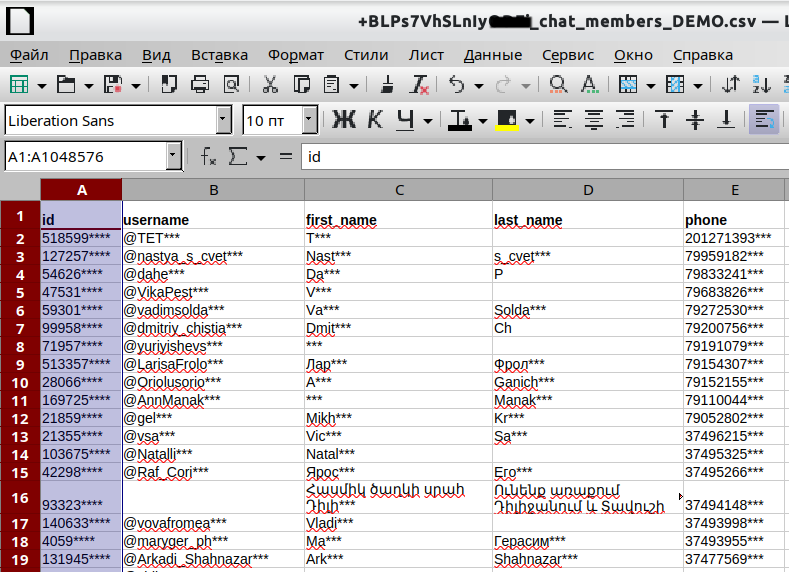 +BLPs7VhSLnIy _chat_members_DEMO.csv —
Файл Правка Вид Вставка Формат Стили Лист Данные Сервис Окно Справка
Liberation Sans 10 пт Ж К Ч А
A1:A1048576 fx Σ = id
A B C D E
1 id username first_name last_name phone
2 518599**** @TET*** T*** 201271393***
3 127257**** @nastya_s_cvet*** Nast*** s_cvet*** 79959182***
4 54626**** @dahe*** Da*** P 79833241***
5 47531**** @VikaPest*** V*** 79683826***
6 59301**** @vadimsolda*** Va*** Solda*** 79272530***
7 99958**** @dmitriy_chistia*** Dmit*** Ch 79200756***
8 71957**** @yuriyishevs*** *** 79191079***
9 513357**** @LarisaFrolo*** Лар*** Фрол*** 79154307***
10 28066**** @Oriolusorio*** A*** Ganich*** 79152155***
11 169725**** @AnnManak*** *** Manak*** 79110044***
12 21859**** @gel*** Mikh*** Kr*** 79052802***
13 21355**** @vsa*** Vic*** Sa*** 37496215***
14 103675**** @Natalli*** Natal*** 37495325***
15 42298**** @Raf_Cori*** Ярос*** Его*** 37495266***
Հասմիկ ծաղկի սրահ Ունենք առաքում
16 93323**** Դիլի*** Դիլիջանում և Տավուշի 37494148***
17 140633**** @vovafromea*** Vladi*** 37493998***
18 4059**** @maryger_ph*** Ma*** Герасим*** 37493955***
19 131945**** @Arkadi_Shahnazar*** Ark*** Shahnazar*** 37477569***